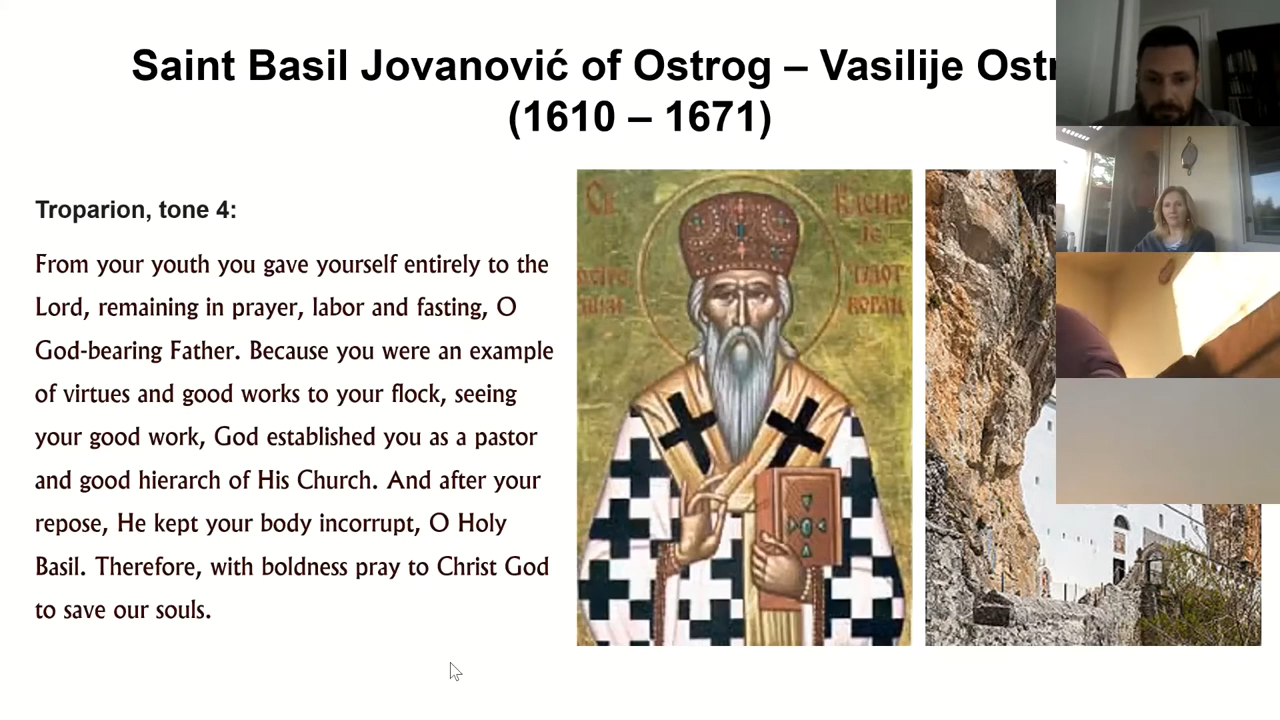 Saint Basil Jovanović of Ostrog – Vasilije Ostr
(1610 – 1671)
Troparion, tone 4:
From your youth you gave yourself entirely to the
Lord, remaining in prayer, labor and fasting, O
God-bearing Father. Because you were an example
of virtues and good works to your flock, seeing
your good work, God established you as a pastor
and good hierarch of His Church. And after your
repose, He kept your body incorrupt, O Holy
Basil. Therefore, with boldness pray to Christ God
to save our souls.